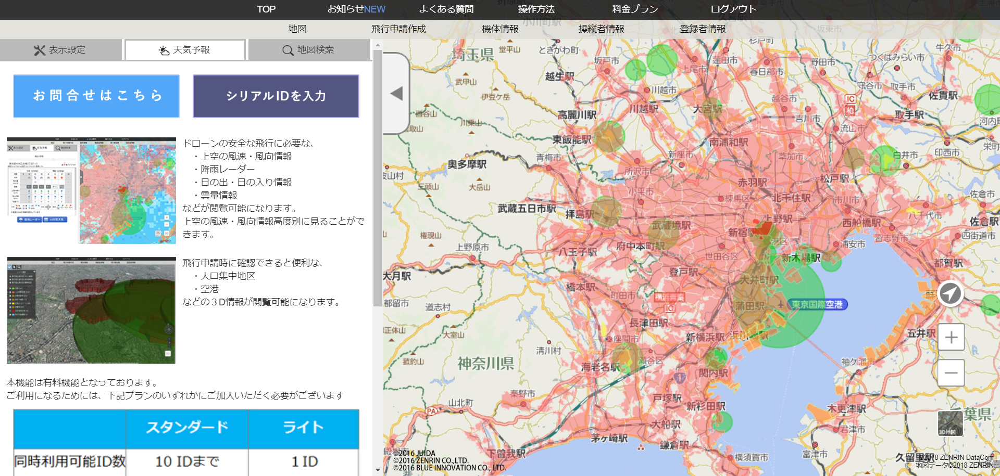 TOP
お知らせNEW
よくある質問
操作方法
料金プラン
ログアウト
地図
飛行申請作成
機体情報
操縦者情報
登録者情報
表示設定
天気予報
地図検索
お問合せはこちら
シリアルIDを入力
ドローンの安全な飛行に必要な、
・上空の風速・風向情報
・降雨レーダー
・日の出・日の入り情報
・雲量情報
などが閲覧可能になります。
上空の風速・風向情報高度別に見ることがで
きます。
飛行申請時に確認できると便利な、
・人口集中地区
・空港
などの３D情報が閲覧可能になります。
本機能は有料機能となっております。
ご利用になるためには、下記プランのいずれかにご加入いただく必要がございます
スタンダード
ライト
同時利用可能ID数
10 IDまで
1 ID
小川町駅
杉戸町
坂東市
埼玉県
堂平山
ときがわ町
坂戸市
上尾市
蓮田市
春日部市
野田市
つくばみらい市
牛久市
武甲山
越生駅
川越市
守谷市
取手市
佐貫駅
伊豆ケ岳
酉谷山
高麗川駅
川越駅
大宮駅
越谷市
吉川市
IC
柏
取手駅
河内町
川乗山
東飯能駅
南浦和駅
流山市
栄町
青梅市
新座市
草加市
白井市
印西市
奥多摩駅
所沢市
三頭山
大岳山
小平市
赤羽駅
松戸駅
練馬区
北千住駅
市川市
佐倉市
武蔵五日市駅
拝島駅
武蔵境駅
上野駅
新宿駅
西船橋駅
八千代市
佐倉駅
権現山
上野原市
府中本町駅
港区
浦安市
習志野市
四街道市
八王子駅
世田谷区
新木場駅
都賀駅
大月駅
登戸駅
大井町駅
橋本駅
町田市
横浜青葉
IC
蒲田駅
東京国際空港
都留市
道志村
長津田駅
大室山
座間市
新横浜駅
五井駅
清川村
菰釣山
神奈川県
海老名駅
瀬谷区
関内駅
袖ケ浦市
秦野市
山北町
戸塚駅
新杉田駅
木更津駅
千葉県
PA
大船駅
君津市
3D地図
茅ヶ崎駅
鎌倉駅
下曽我駅
横須賀市
富津市
久留里駅
©2016 JUIDA
©2016 ZENRIN CO.,LTD.
©2016 BLUE INNOVATION CO., LTD.
©2018 ZENRIN DataCom
地図データ©2018 ZENRIN